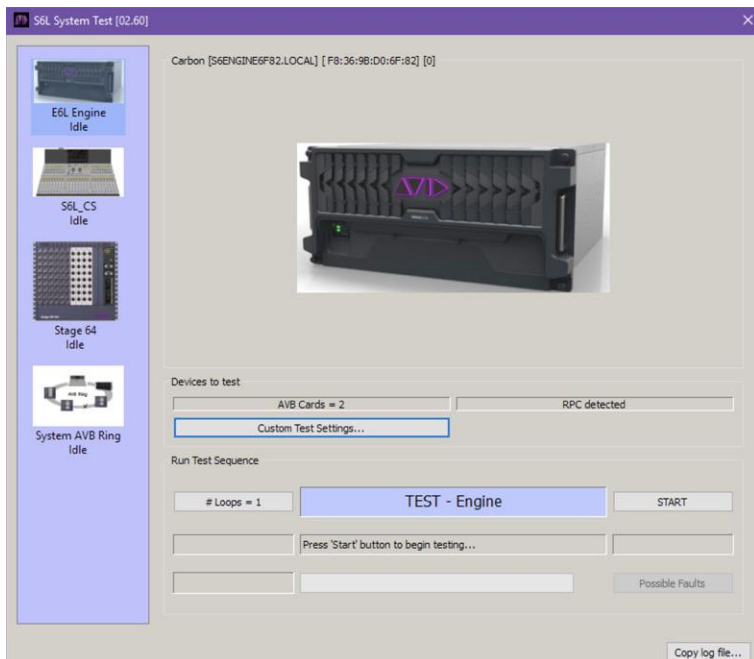 S6L System Test [02.60]
E6L Engine
Idle
S6L_CS
Idle
Stage 64
Idle
System AVB Ring
Idle
Carbon [S6ENGINE6F82.LOCAL] [ F8:36:9B:D0:6F:82] [0]
AVID
Devices to test
AVB Cards = 2
RPC detected
Custom Test Settings...
Run Test Sequence
# Loops = 1
TEST - Engine
START
Press 'Start' button to begin testing...
Possible Faults
Copy log file...